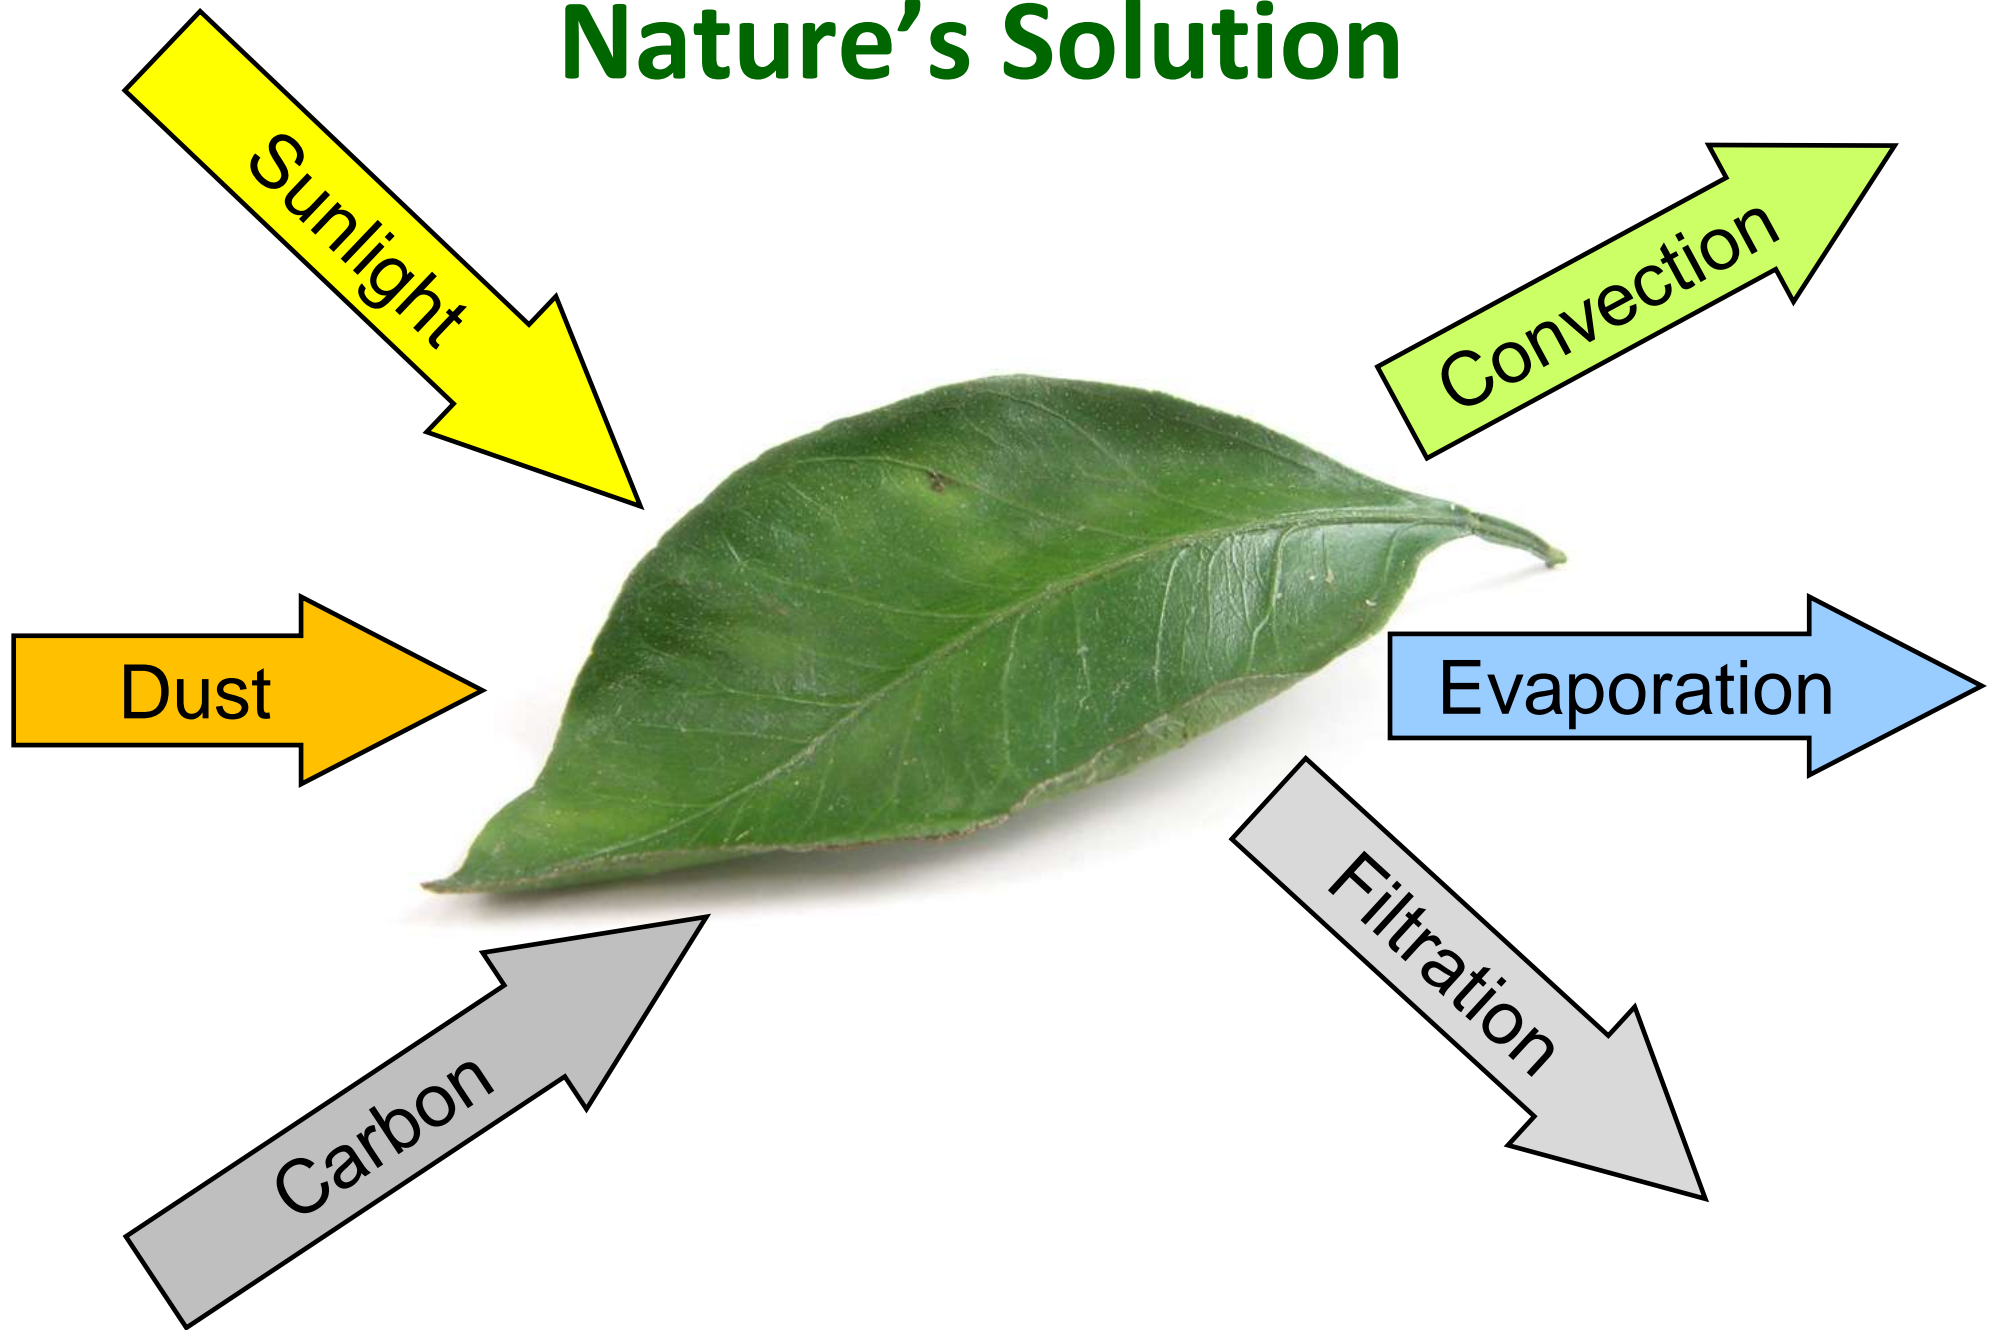 Nature’s Solution
Sunlight
Convection
Dust
Evaporation
Filtration
Carbon